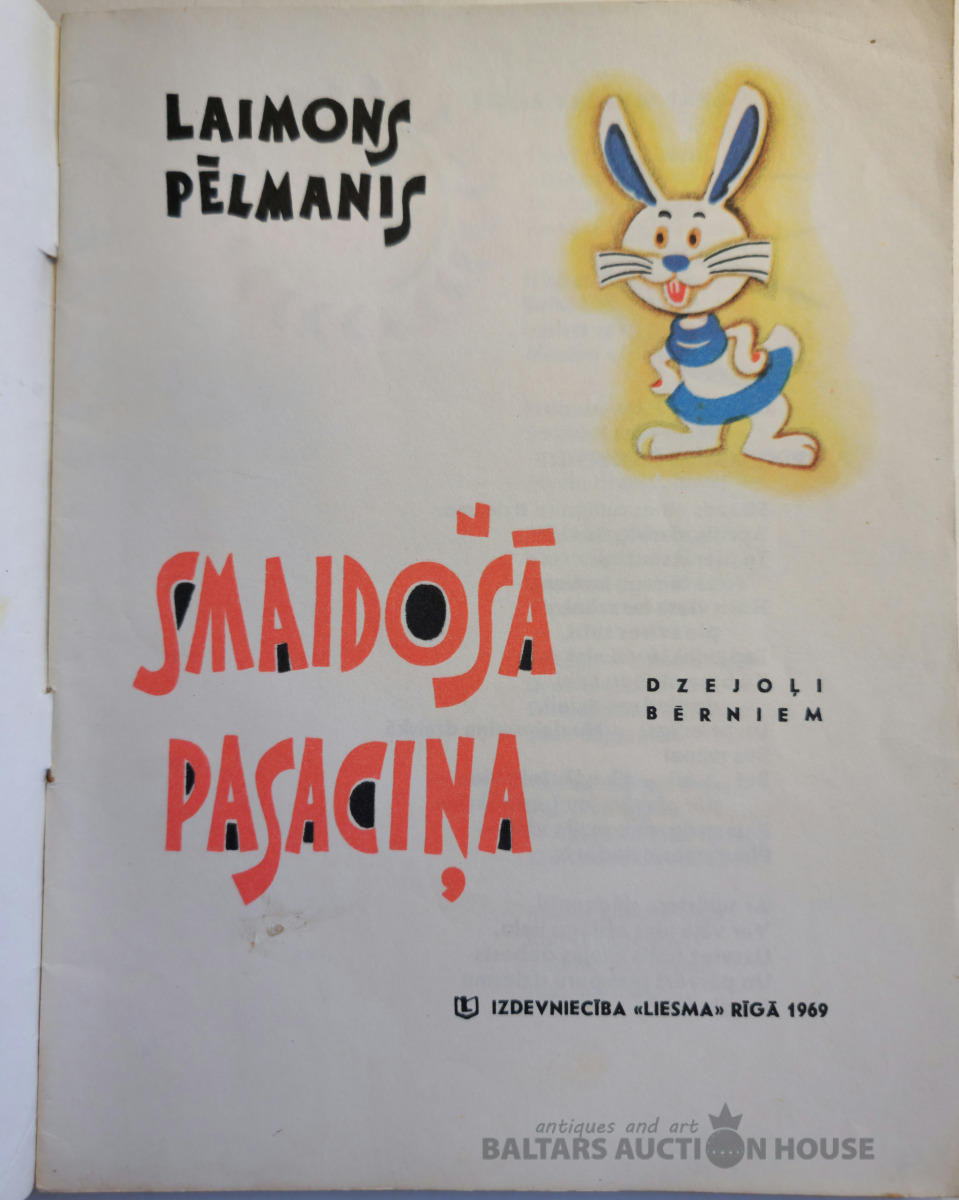 LAIMONS
PĒLMANIS
SMAIDOŠĀ
PASACIŅA
DZEJOĻI
BĒRNIEM
L IZDEVNIECĪBA «LIESMA» RĪGĀ 1969
antiques and art
BALTARS AUCTION HOUSE